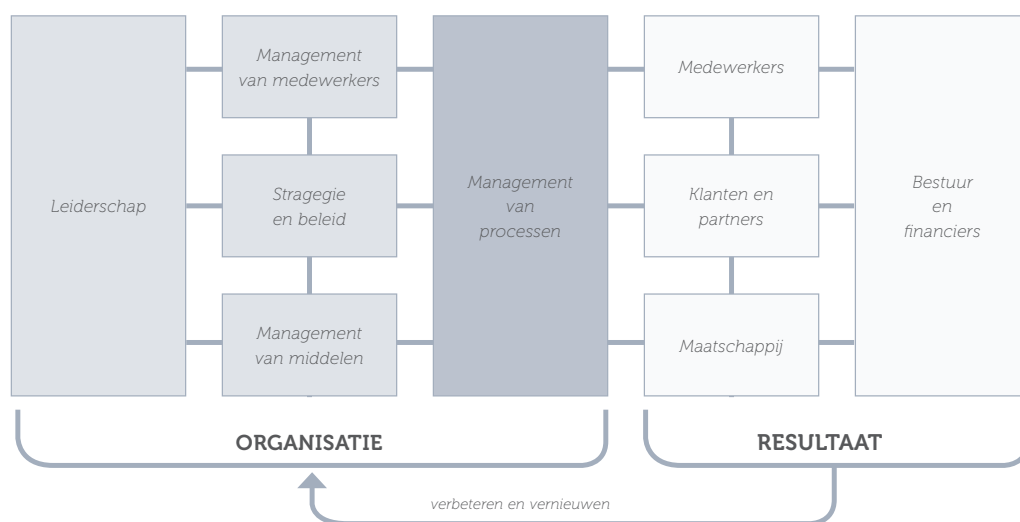 Leiderschap
Management
van medewerkers
Stragegie
en beleid
Management
van middelen
Management
van
processen
Medewerkers
Klanten en
partners
Maatschappij
Bestuur
en
financiers
ORGANISATIE
RESULTAAT
verbeteren en vernieuwen